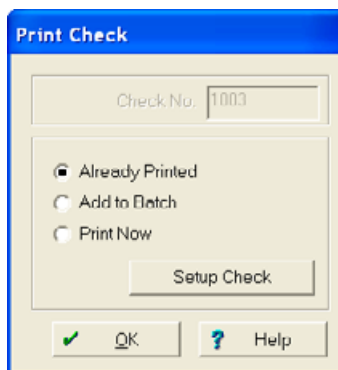 Print Check
Check No. 1003
Already Printed
Add to Batch
Print Now
Setup Check
OK Help